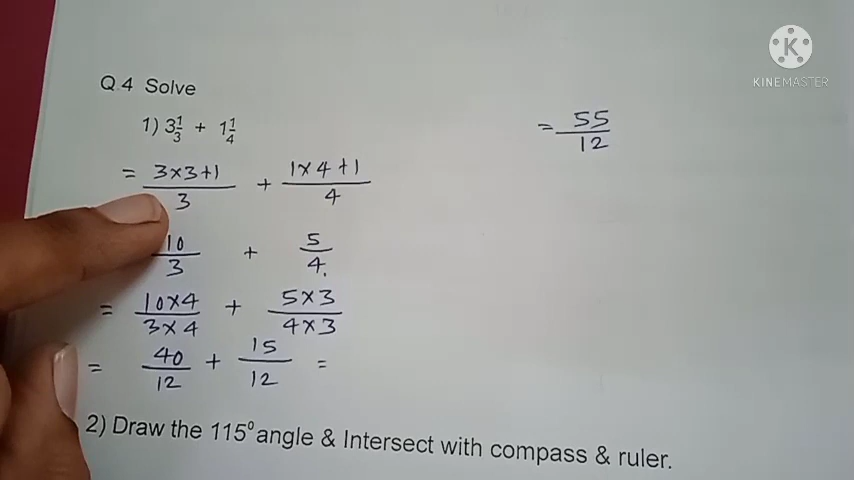 K
KINEMASTER
Q.4 Solve
1) 3 1/3 + 1 1/4
= 3×3+1/3 + 1×4+1/4
10/3 + 5/4.
= 10×4/3×4 + 5×3/4×3
= 40/12 + 15/12 =
= 55/12
2) Draw the 115° angle & Intersect with compass & ruler.